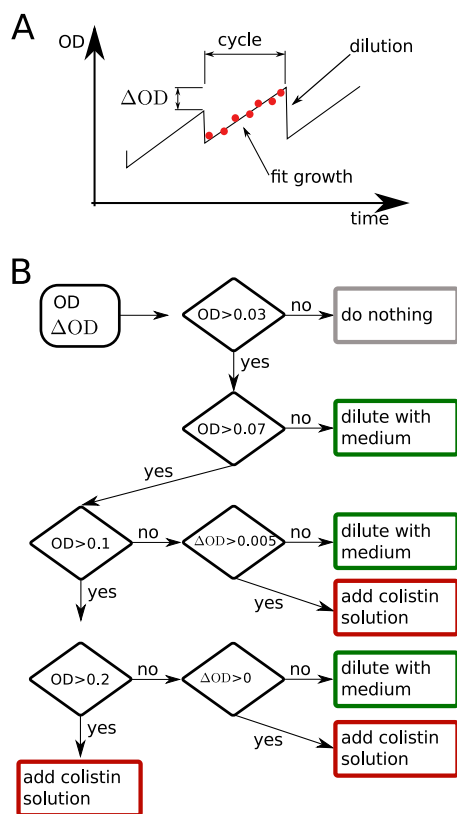 A
OD
cycle
dilution
ΔOD
fit growth
time
B
OD
ΔOD
OD>0.03
no
do nothing
yes
OD>0.07
no
dilute with
medium
yes
OD>0.1
no
ΔOD>0.005
no
dilute with
medium
yes
yes
add colistin
solution
OD>0.2
no
ΔOD>0
no
dilute with
medium
yes
yes
add colistin
solution
add colistin
solution